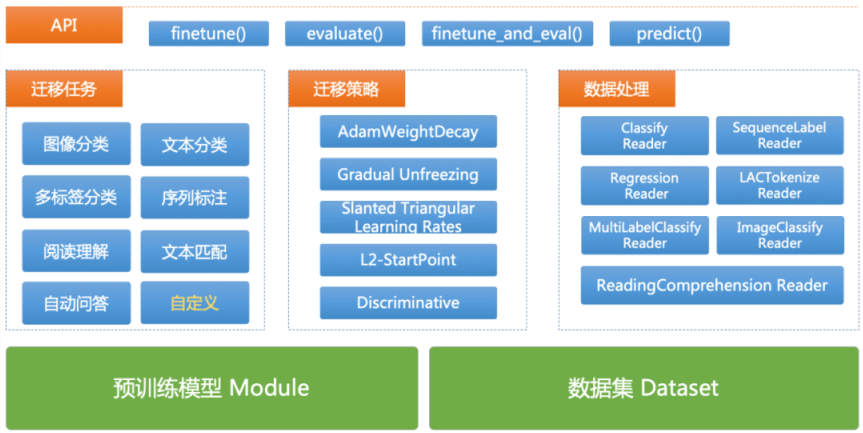 API
finetune()
evaluate()
finetune_and_eval()
predict()
迁移任务
图像分类
文本分类
多标签分类
序列标注
阅读理解
文本匹配
自动问答
自定义
迁移策略
AdamWeightDecay
Gradual Unfreezing
Slanted Triangular
Learning Rates
L2-StartPoint
Discriminative
数据处理
Classify
Reader
SequenceLabel
Reader
Regression
Reader
LACTokenize
Reader
MultiLabelClassify
Reader
ImageClassify
Reader
ReadingComprehension Reader
预训练模型 Module
数据集 Dataset